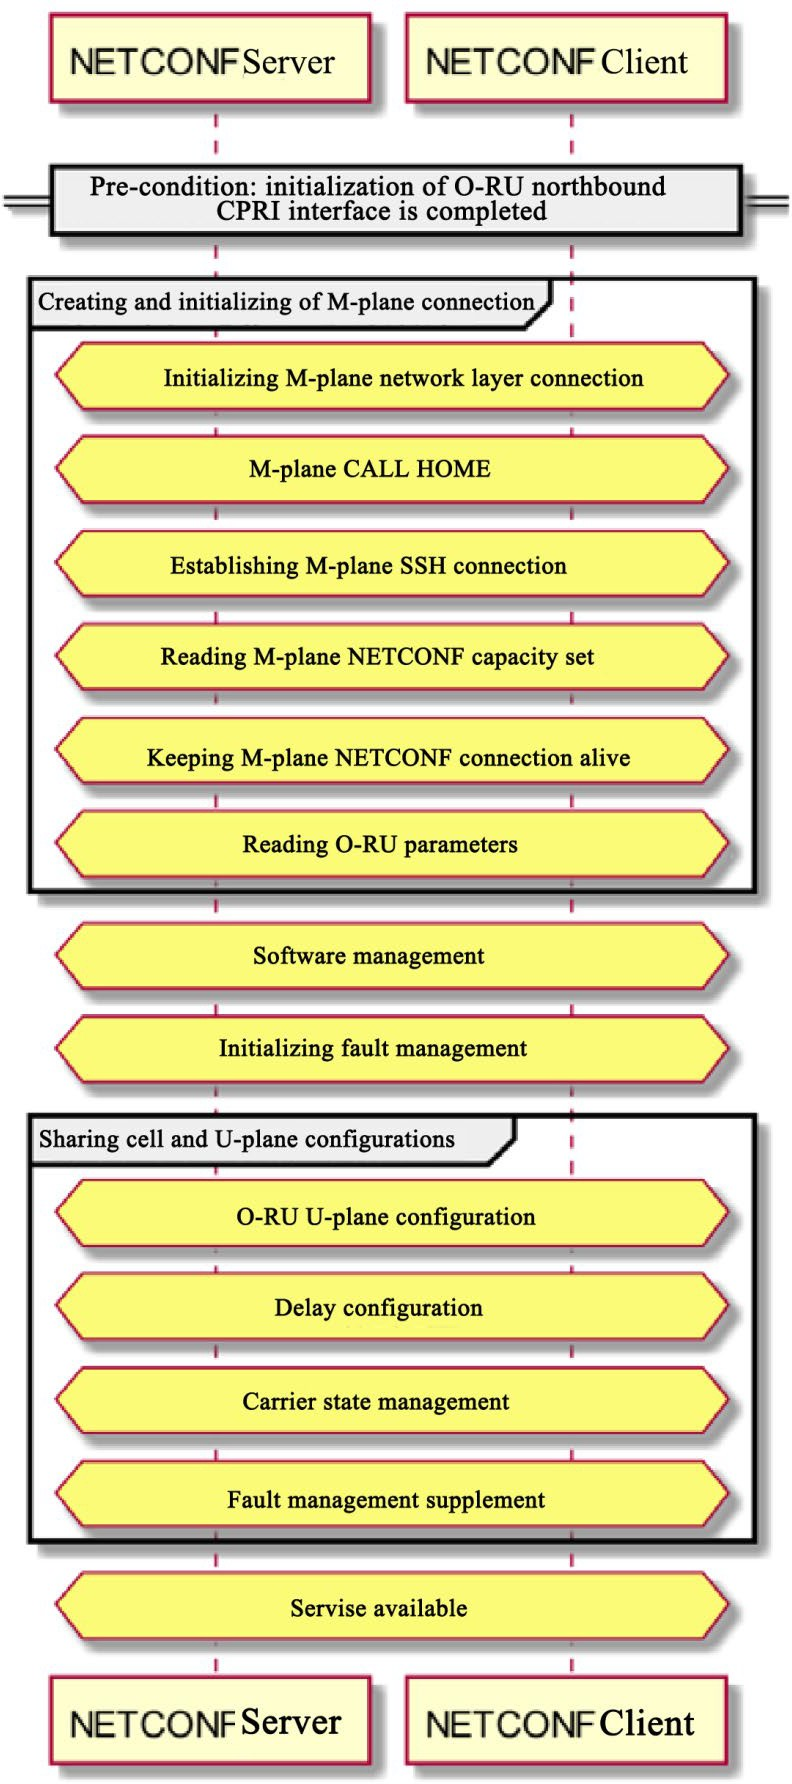 NETCONF Server
NETCONF Client
Pre-condition: initialization of O-RU northbound
CPRI interface is completed
Creating and initializing of M-plane connection
Initializing M-plane network layer connection
M-plane CALL HOME
Establishing M-plane SSH connection
Reading M-plane NETCONF capacity set
Keeping M-plane NETCONF connection alive
Reading O-RU parameters
Software management
Initializing fault management
Sharing cell and U-plane configurations
O-RU U-plane configuration
Delay configuration
Carrier state management
Fault management supplement
Servise available
NETCONF Server
NETCONF Client